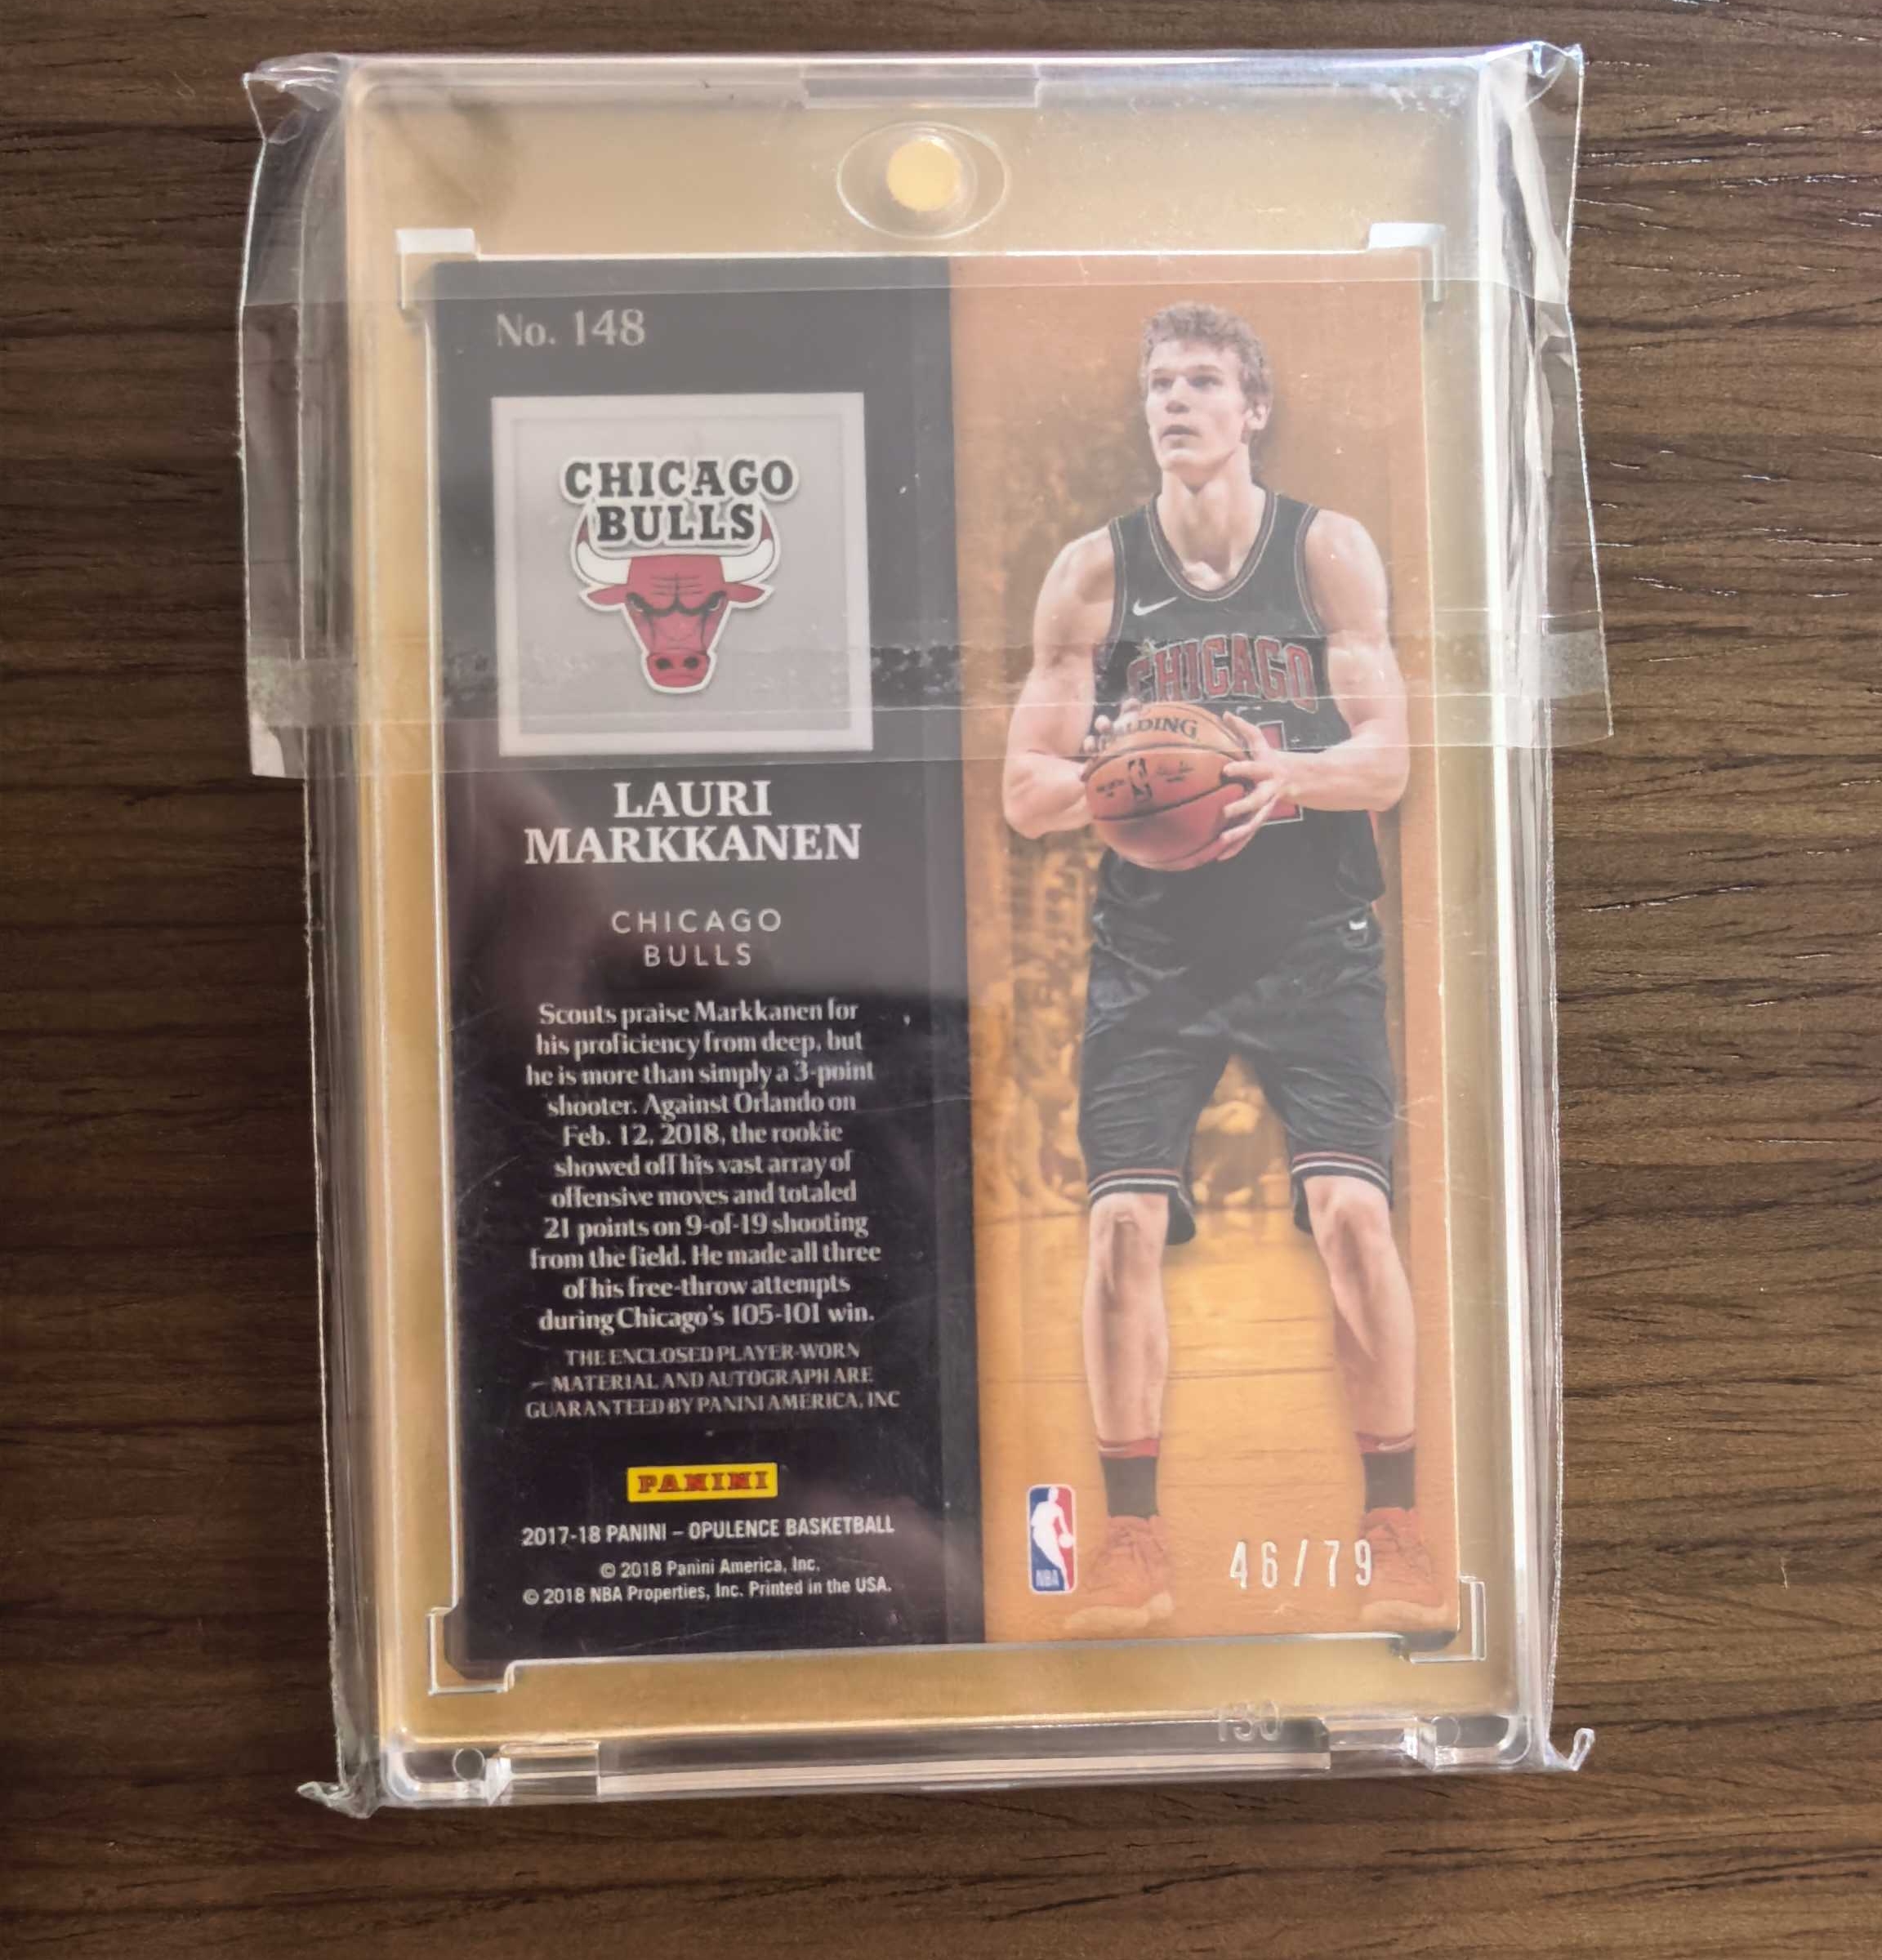 No. 148
CHICAGO
BULLS
LAURI
MARKKANEN
CHICAGO
BULLS
Scouts praise Markkanen for
his proficiency from deep, but
he is more than simply a 3-point
shooter. Against Orlando on
Feb. 12, 2018, the rookie
showed off his vast array of
offensive moves and totaled
21 points on 9-of-19 shooting
from the field. He made all three
of his free-throw attempts
during Chicago's 105-101 win.
THE ENCLOSED PLAYER-WORN
MATERIAL AND AUTOGRAPH ARE
GUARANTEED BY PANINI AMERICA, INC
PANINI
2017-18 PANINI – OPULENCE BASKETBALL
© 2018 Panini America, Inc.
© 2018 NBA Properties, Inc. Printed in the USA.
CHICAGO
NBA
46/79
130